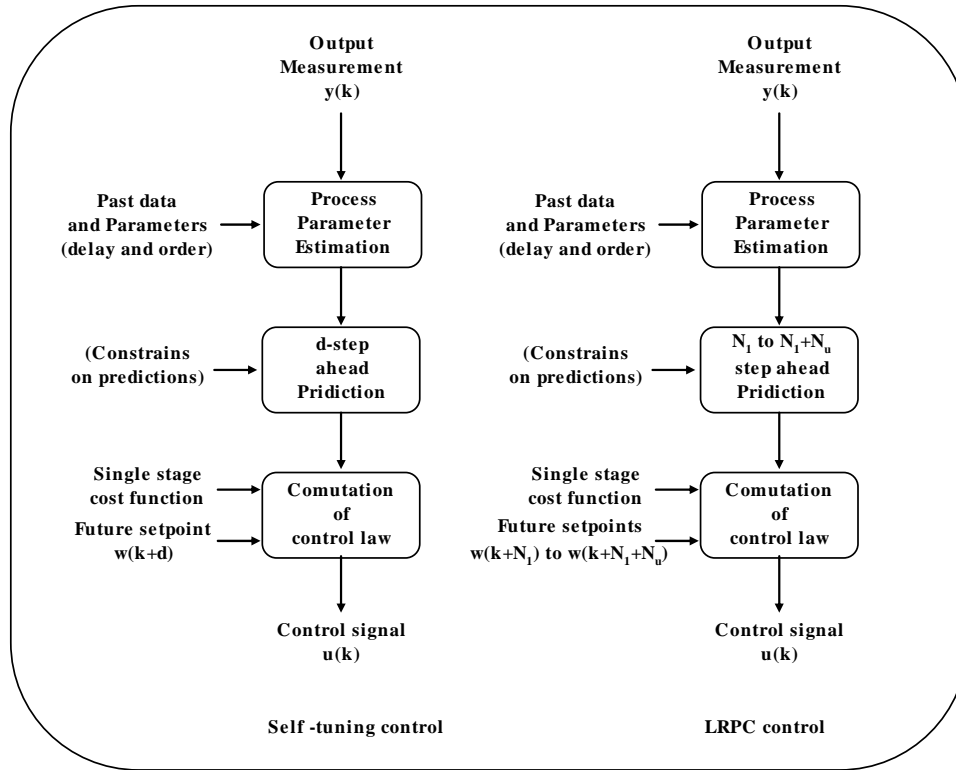 Output
Measurement
y(k)
Past data
and Parameters
(delay and order)
Process
Parameter
Estimation
(Constrains
on predictions)
d-step
ahead
Pridiction
Single stage
cost function
Future setpoint
w(k+d)
Comutation
of
control law
Control signal
u(k)
Self -tuning control
Output
Measurement
y(k)
Past data
and Parameters
(delay and order)
Process
Parameter
Estimation
(Constrains
on predictions)
N₁ to N₁+Nᵤ
step ahead
Pridiction
Single stage
cost function
Future setpoints
w(k+N₁) to w(k+N₁+Nᵤ)
Comutation
of
control law
Control signal
u(k)
LRPC control